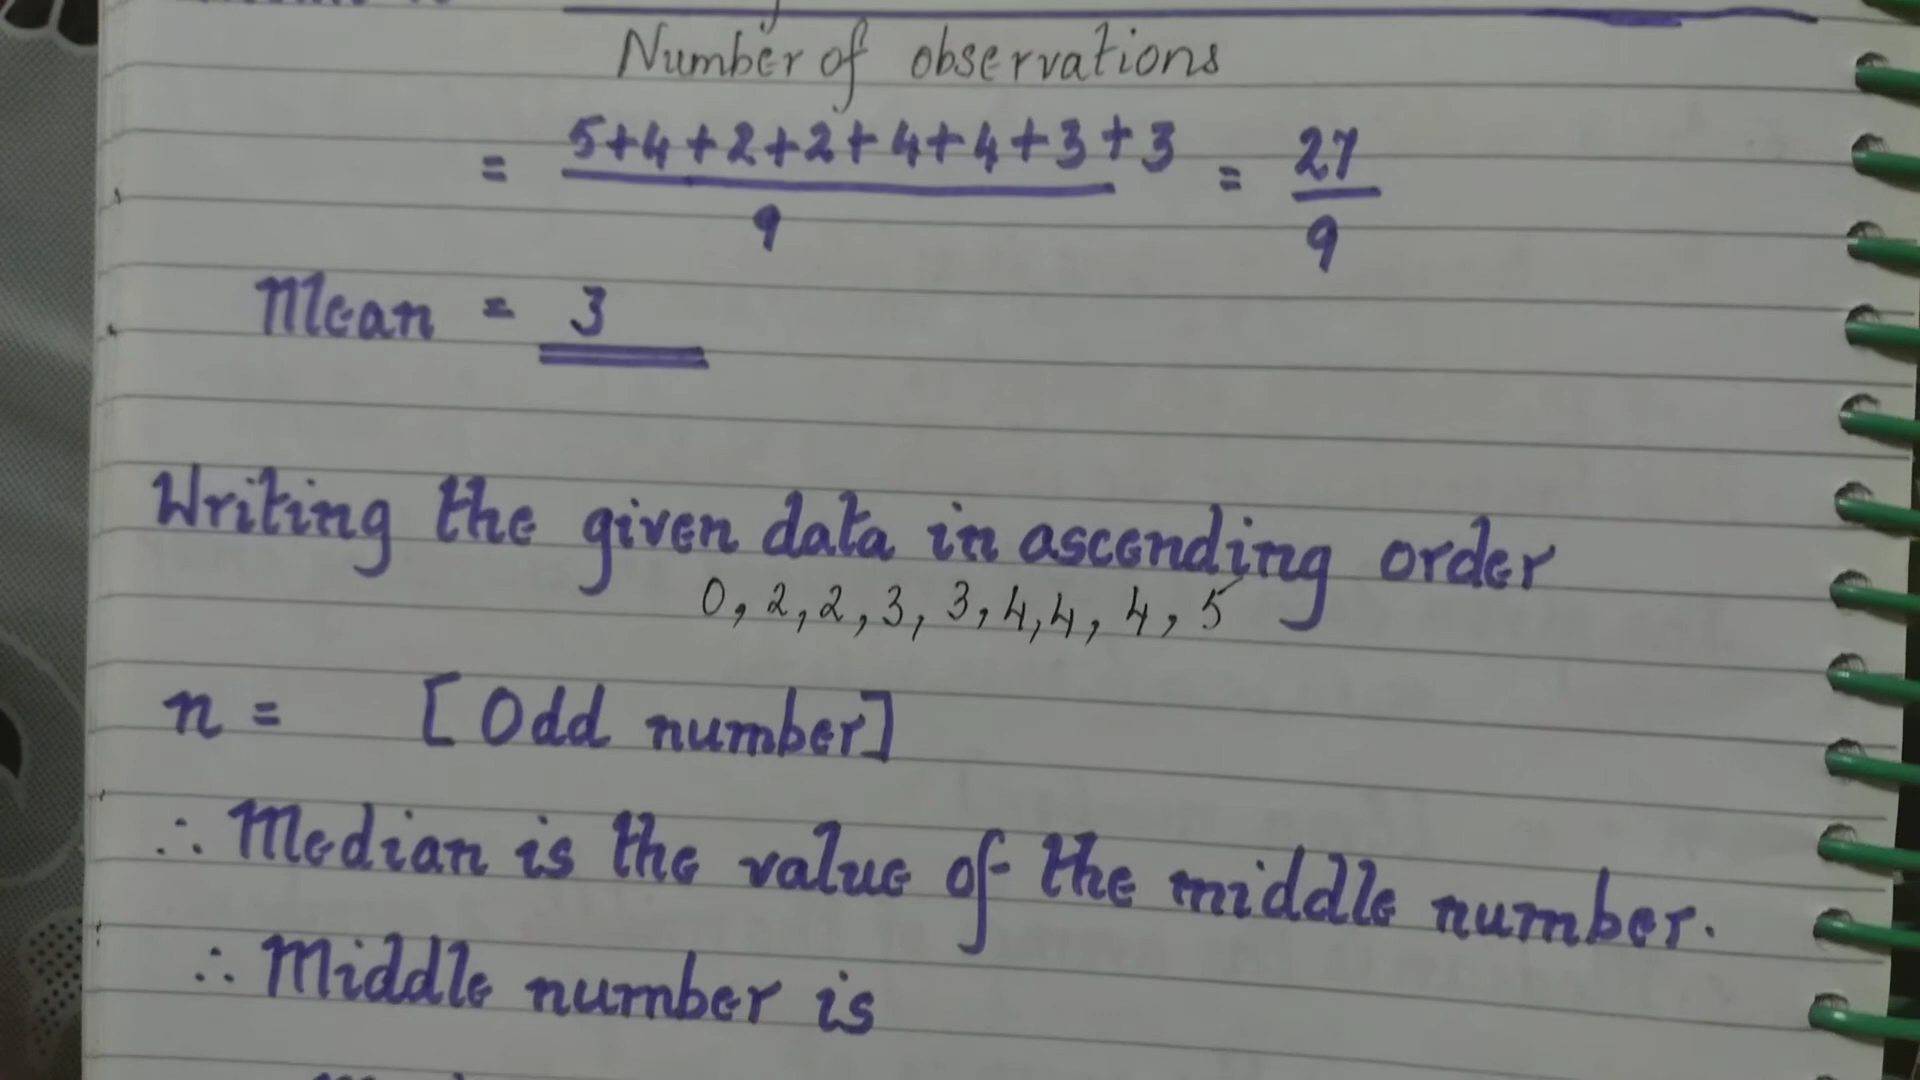 Number of observations
= 5+4+2+2+4+4+3+3 = 27
9 9
Mean = 3
Writing the given data in ascending order
0, 2, 2, 3, 3, 4, 4, 4, 5
n = [Odd number]
∴ Median is the value of the middle number.
∴ Middle number is